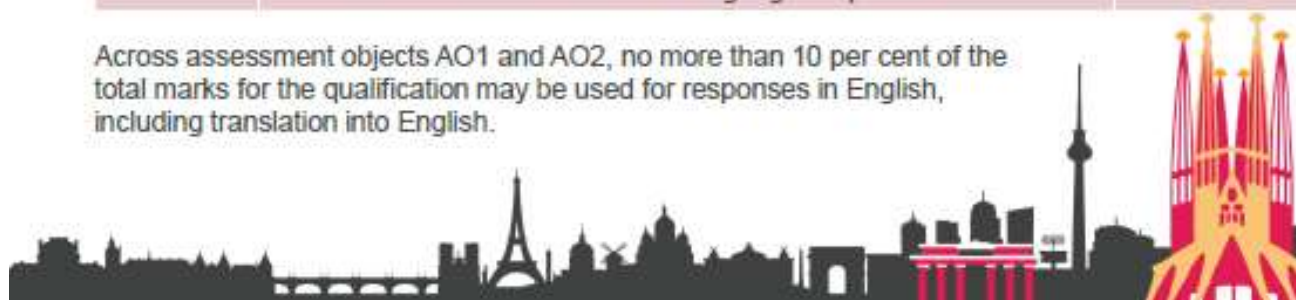 Across assessment objects AO1 and AO2, no more than 10 per cent of the
total marks for the qualification may be used for responses in English,
including translation into English.